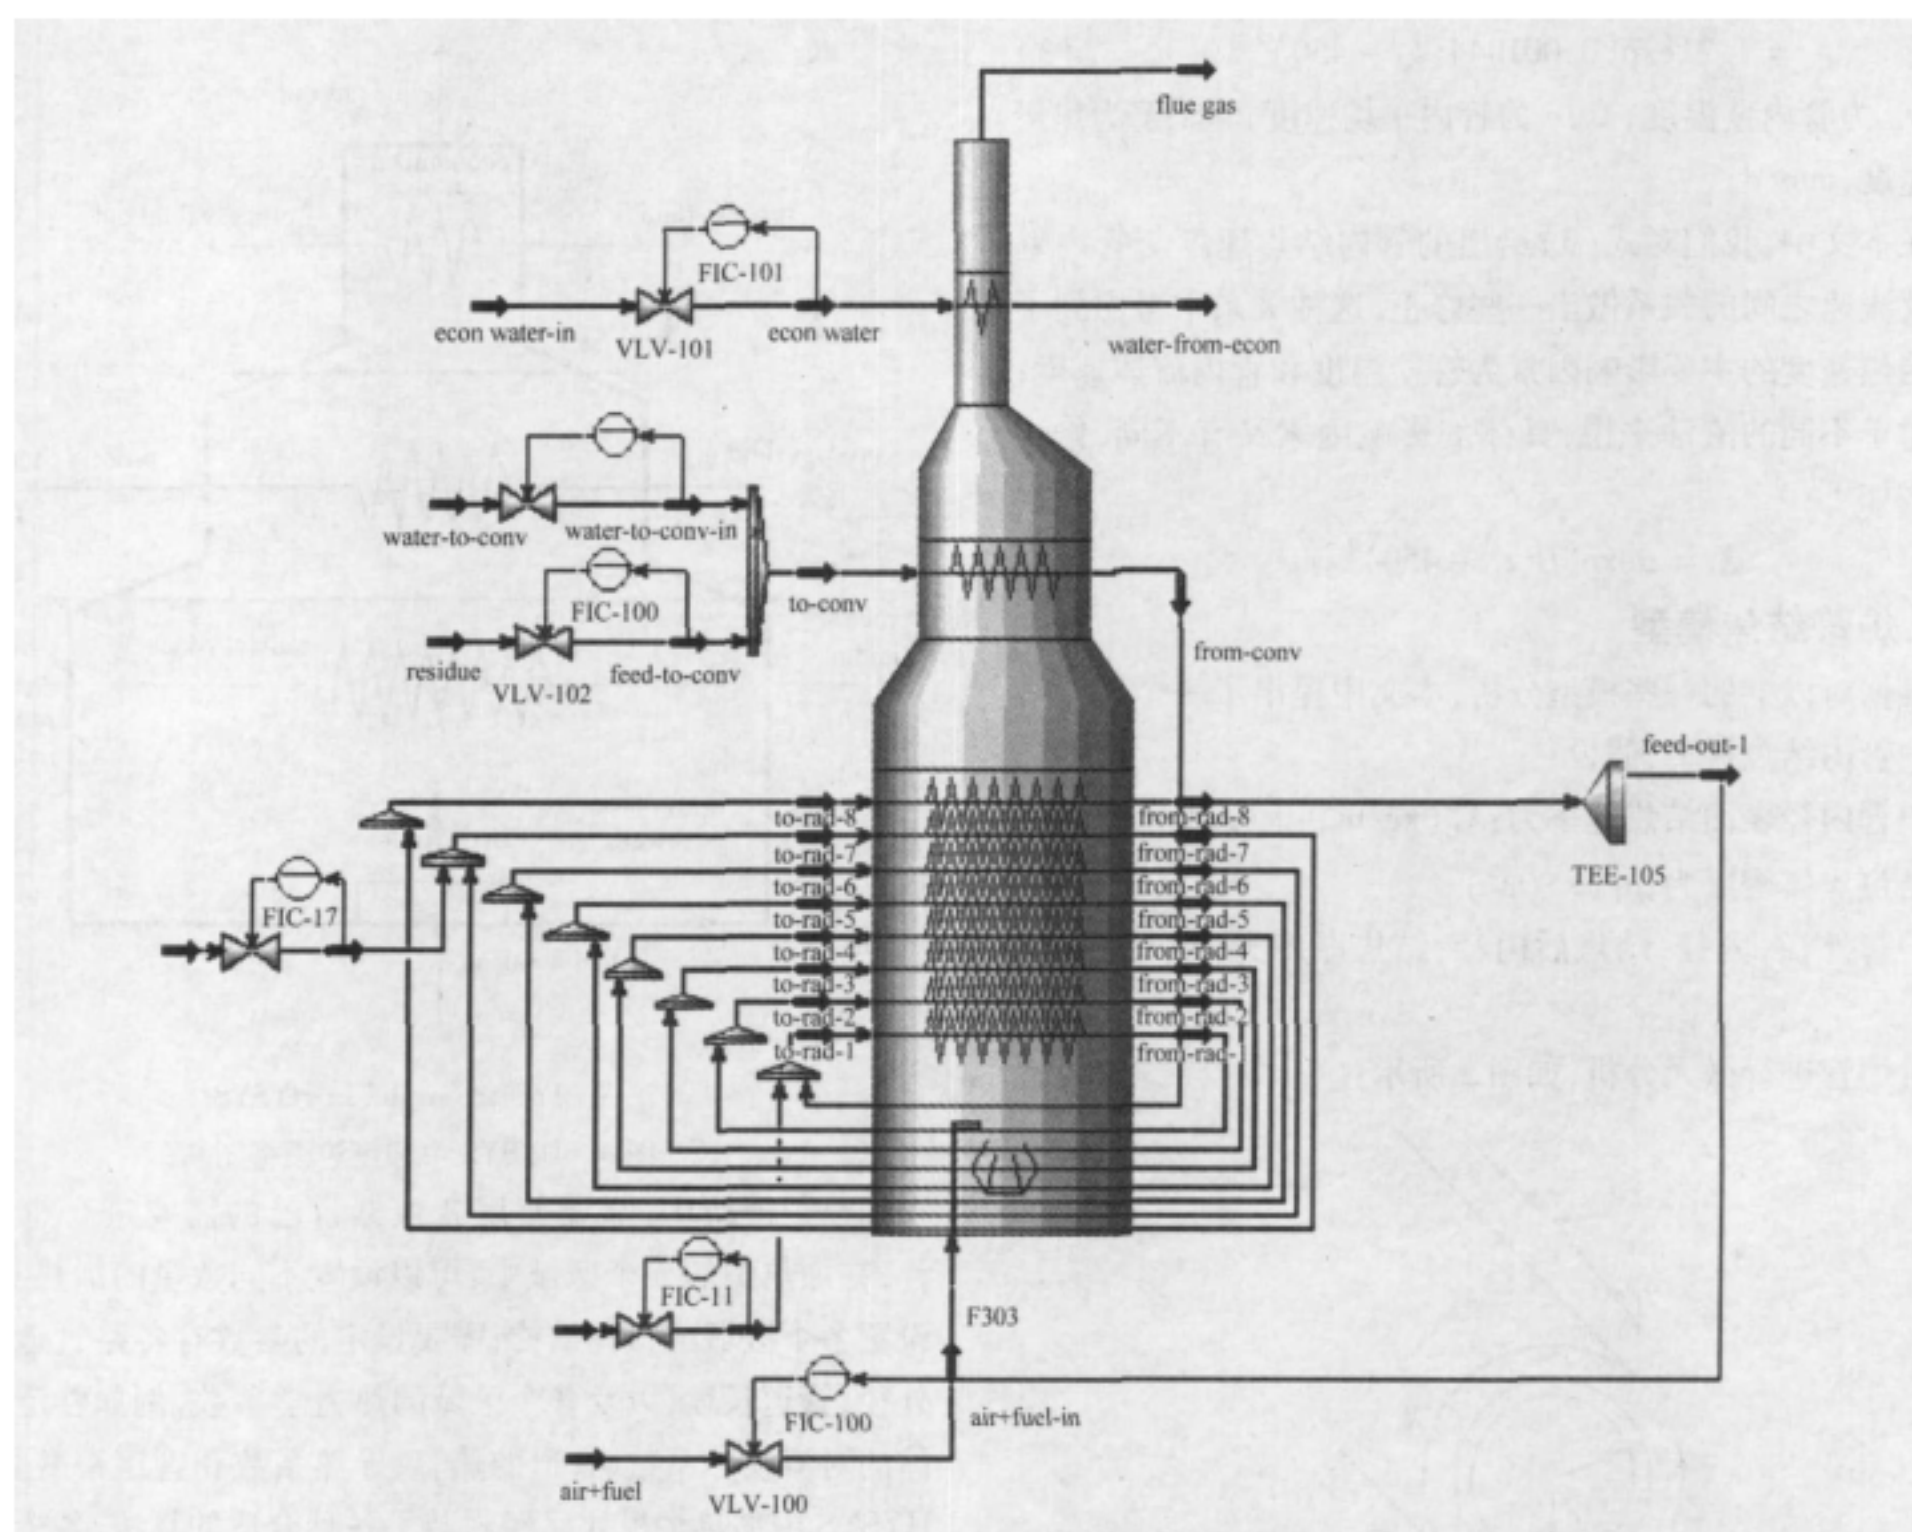 flue gas
FIC-101
econ water-in
VLV-101
econ water
water-from-econ
water-to-conv
water-to-conv-in
FIC-100
to-conv
residue
VLV-102
feed-to-conv
from-conv
feed-out-1
TEE-105
to-rad-8
from-rad-8
to-rad-7
from-rad-7
to-rad-6
from-rad-6
FIC-17
to-rad-5
from-rad-5
to-rad-4
from-rad-4
to-rad-3
from-rad-3
to-rad-2
from-rad-2
to-rad-1
from-rad-1
FIC-11
F303
FIC-100
air+fuel-in
air+fuel
VLV-100